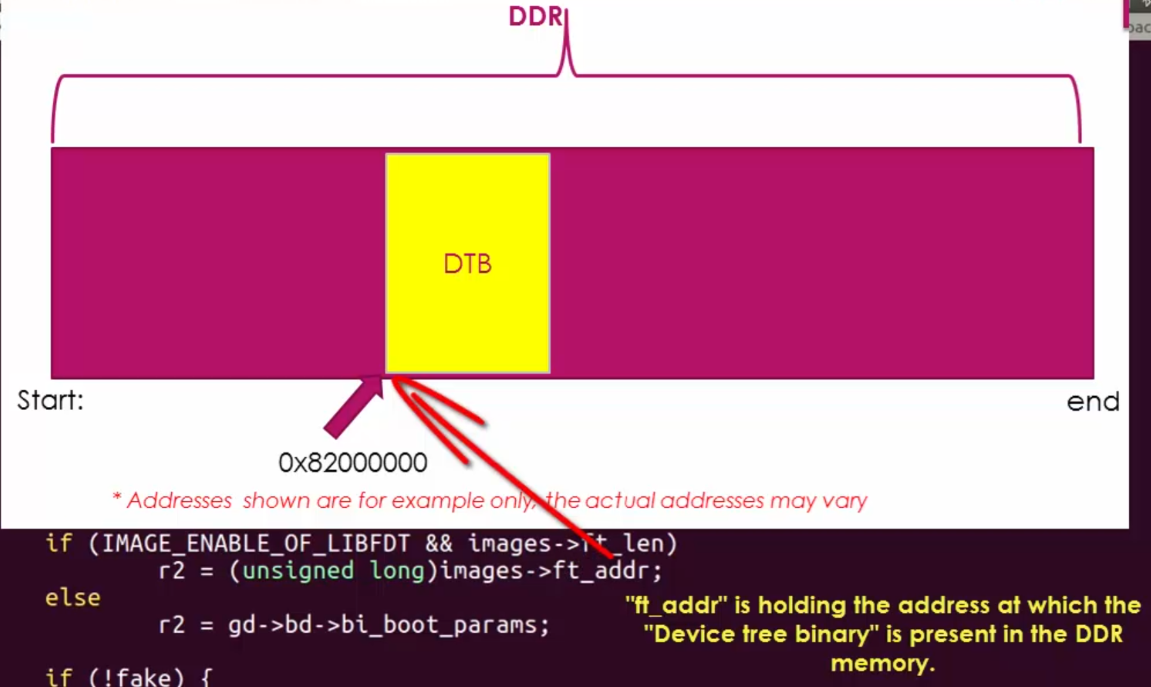 DDR
DTB
Start:
end
0x82000000
* Addresses shown are for example only, the actual addresses may vary
if (IMAGE_ENABLE_OF_LIBFDT && images->ft_len)
r2 = (unsigned long)images->ft_addr;
else
r2 = gd->bd->bi_boot_params;
if (!fake) {
"ft_addr" is holding the address at which the
"Device tree binary" is present in the DDR
memory.